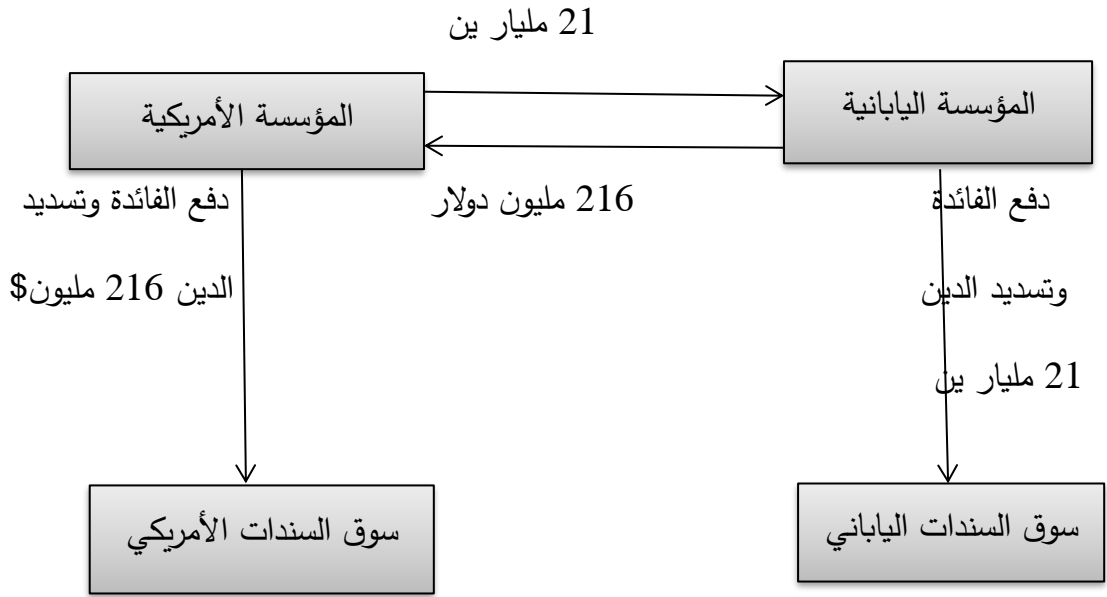 21 مليار ين
المؤسسة اليابانية
المؤسسة الأمريكية
216 مليون دولار
دفع الفائدة
وتسديد الدين
21 مليار ين
دفع الفائدة وتسديد
الدين 216 مليون$
سوق السندات الياباني
سوق السندات الأمريكي